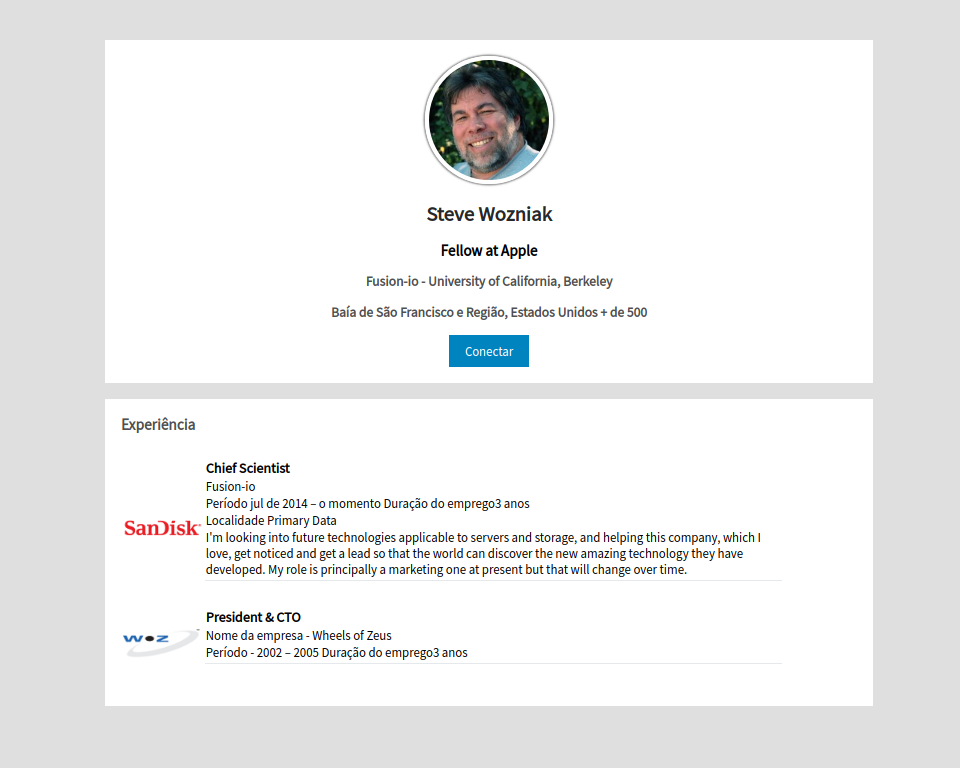 Steve Wozniak
Fellow at Apple
Fusion-io - University of California, Berkeley
Baía de São Francisco e Região, Estados Unidos + de 500
Conectar
Experiência
Chief Scientist
Fusion-io
Período jul de 2014 – o momento Duração do emprego3 anos
SanDisk
Localidade Primary Data
I'm looking into future technologies applicable to servers and storage, and helping this company, which I
love, get noticed and get a lead so that the world can discover the new amazing technology they have
developed. My role is principally a marketing one at present but that will change over time.
President & CTO
WOZ
Nome da empresa - Wheels of Zeus
Período - 2002 – 2005 Duração do emprego3 anos